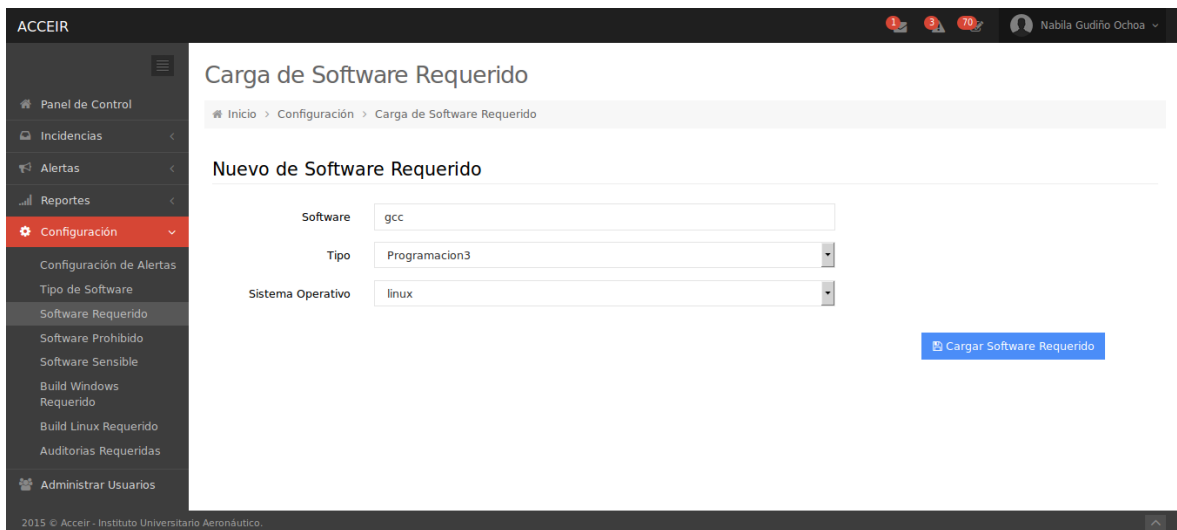 ACCEIR
1
3
70
Nabila Gudiño Ochoa
Panel de Control
Incidencias
Alertas
Reportes
Configuración
Configuración de Alertas
Tipo de Software
Software Requerido
Software Prohibido
Software Sensible
Build Windows
Requerido
Build Linux Requerido
Auditorias Requeridas
Administrar Usuarios
Carga de Software Requerido
Inicio > Configuración > Carga de Software Requerido
Nuevo de Software Requerido
Software gcc
Tipo Programacion3
Sistema Operativo linux
Cargar Software Requerido
2015 © Acceir - Instituto Universitario Aeronáutico.